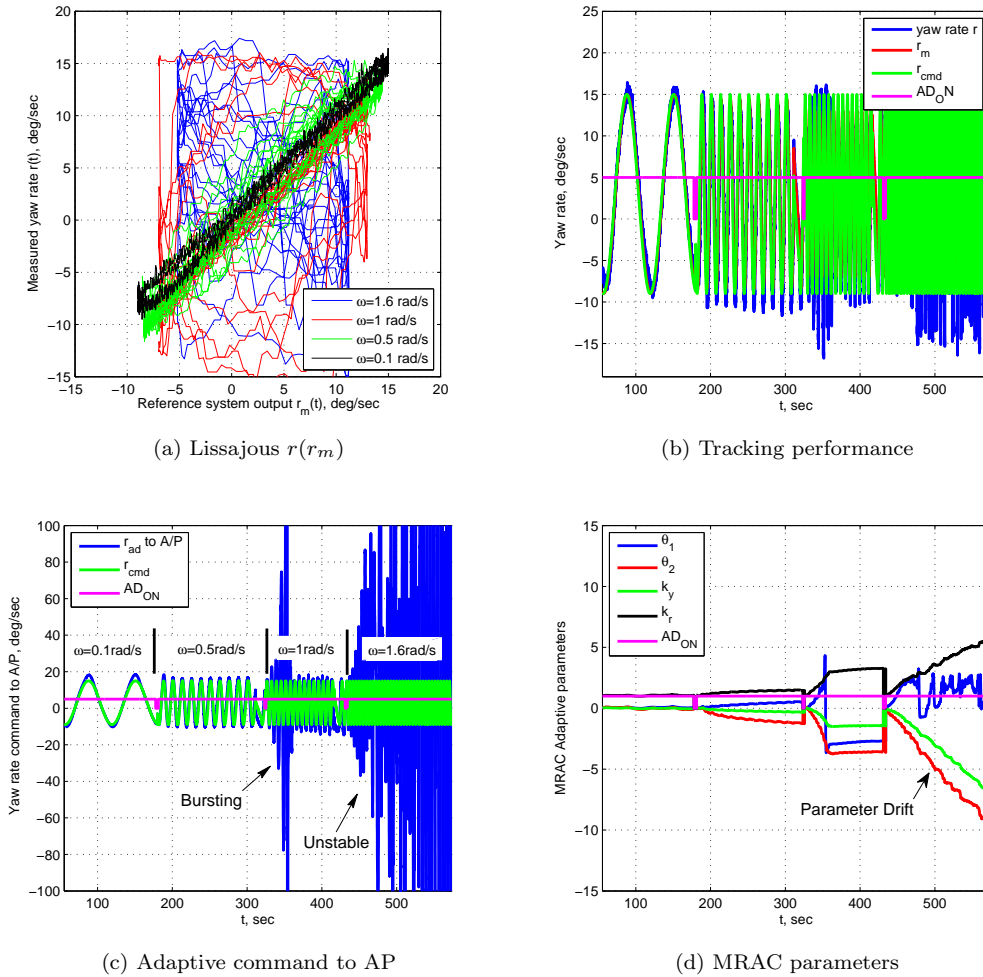 20
15
10
5
0
−5
−10
−15
−15 −10 −5 0 5 10 15 20
Measured yaw rate r(t), deg/sec
Reference system output r_m(t), deg/sec
ω=1.6 rad/s
ω=1 rad/s
ω=0.5 rad/s
ω=0.1 rad/s
(a) Lissajous r(r_m)
25
20
15
10
5
0
−5
−10
−15
−20
100 200 300 400 500
Yaw rate, deg/sec
t, sec
yaw rate r
r_m
r_cmd
AD_ON
(b) Tracking performance
100
80
60
40
20
0
−20
−40
−60
−80
−100
100 200 300 400 500
Yaw rate command to A/P, deg/sec
t, sec
r_ad to A/P
r_cmd
AD_ON
ω=0.1rad/s
ω=0.5rad/s
ω=1rad/s
ω=1.6rad/s
Bursting
Unstable
(c) Adaptive command to AP
15
10
5
0
−5
−10
−15
100 200 300 400 500
MRAC Adaptive parameters
t, sec
θ_1
θ_2
k_y
k_r
AD_ON
Parameter Drift
(d) MRAC parameters